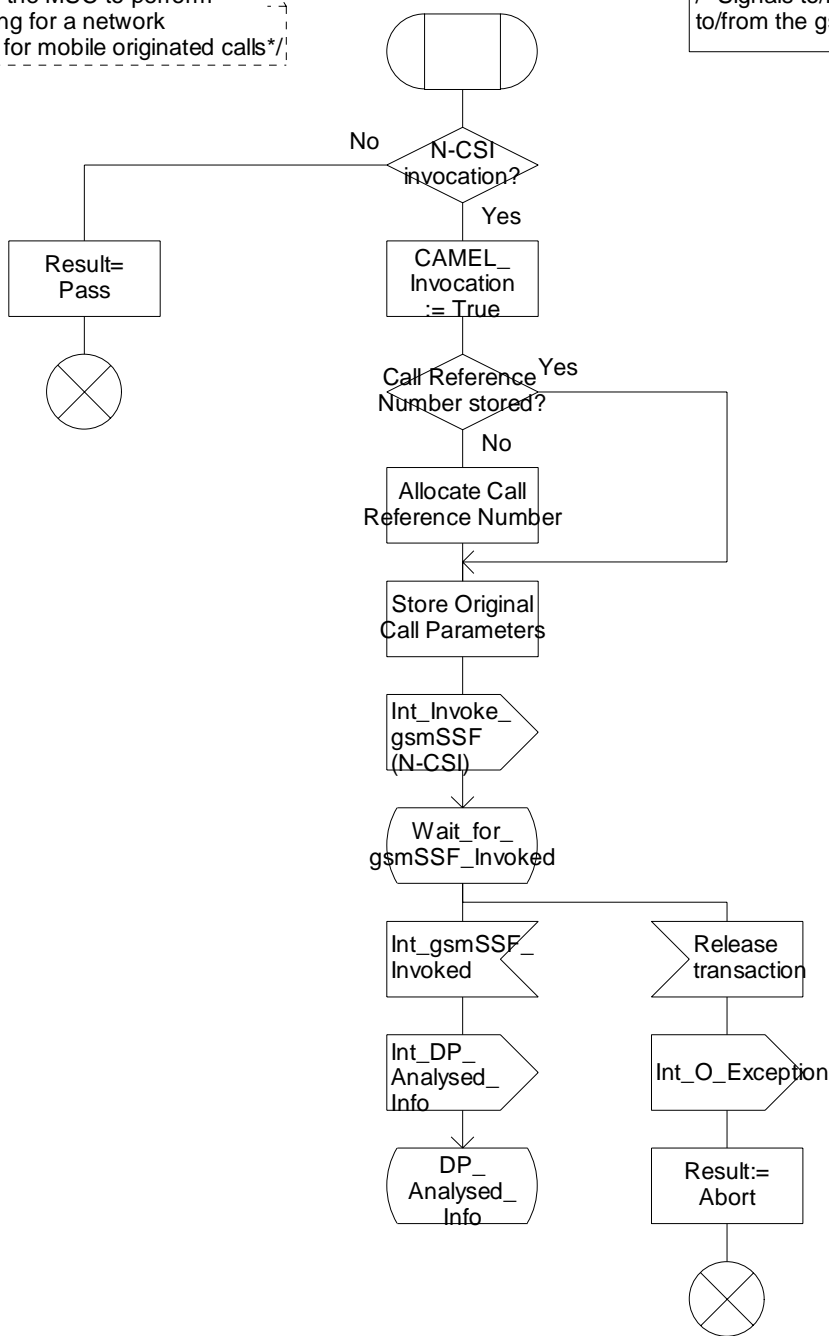 the MSC to perform
ng for a network
for mobile originated calls*/
/* Signals to/
to/from the gs
No
N-CSI
invocation?
Yes
Result=
Pass
CAMEL_
Invocation
:= True
Call Reference
Number stored?
Yes
No
Allocate Call
Reference Number
Store Original
Call Parameters
Int_Invoke_
gsmSSF
(N-CSI)
Wait_for_
gsmSSF_Invoked
Int_gsmSSF_
Invoked
Release
transaction
Int_DP_
Analysed_
Info
Int_O_Exception
DP_
Analysed_
Info
Result:=
Abort